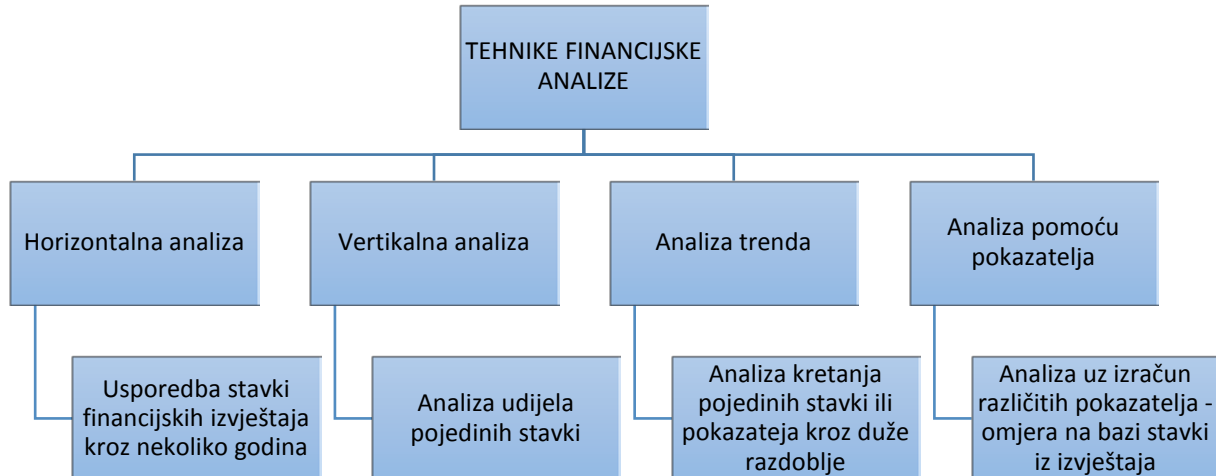 TEHNIKE FINANCIJSKE
ANALIZE
Horizontalna analiza
Vertikalna analiza
Analiza trenda
Analiza pomoću
pokazatelja
Usporedba stavki
financijskih izvještaja
kroz nekoliko godina
Analiza udijela
pojedinih stavki
Analiza kretanja
pojedinih stavki ili
pokazateja kroz duže
razdoblje
Analiza uz izračun
različitih pokazatelja -
omjera na bazi stavki
iz izvještaja